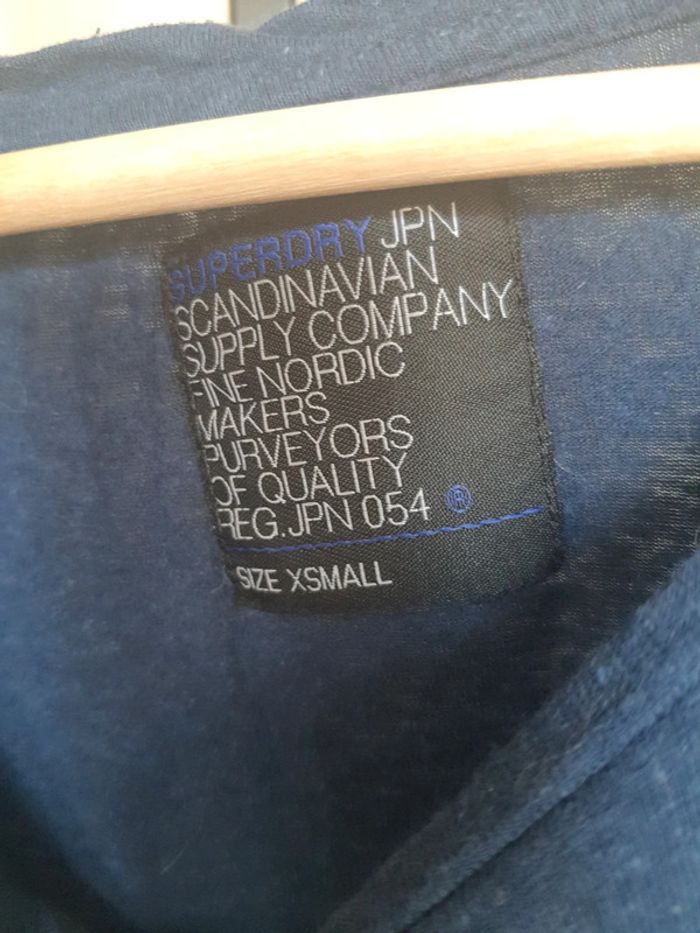 SUPERDRY JPN
SCANDINAVIAN
SUPPLY COMPANY
FINE NORDIC
MAKERS
PURVEYORS
OF QUALITY
REG. JPN 054 ®
SIZE XSMALL